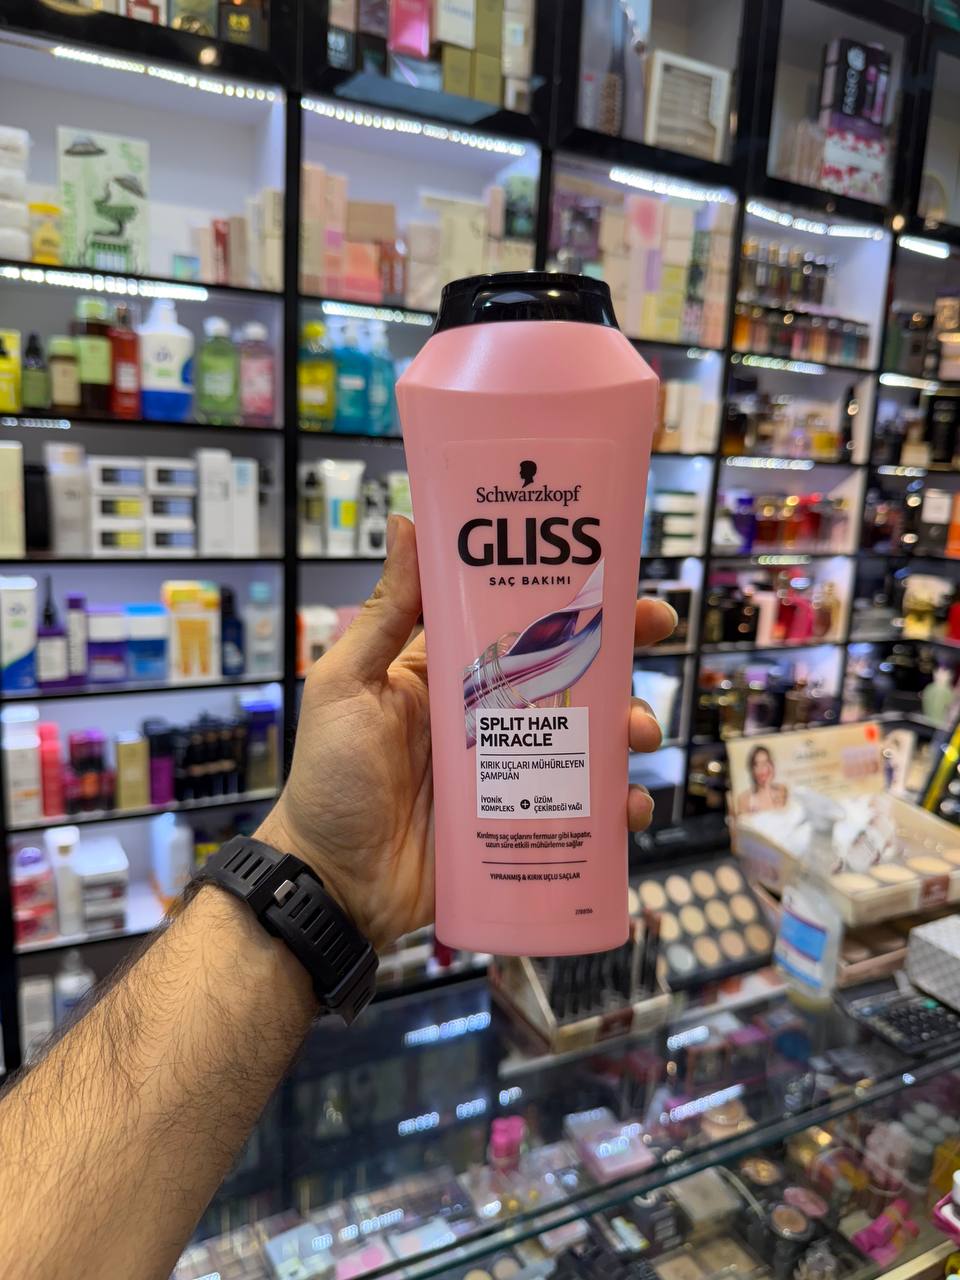 Schwarzkopf
GLISS
SAÇ BAKIMI
SPLIT HAIR
MIRACLE
KIRIK UÇLARI MÜHÜRLEYEN
ŞAMPUAN
İYONİK
KOMPLEKS
+
ÜZÜM
ÇEKİRDEĞİ YAĞI
Kırılmış saç uçlarını fermuar gibi kapatır,
uzun süre etkili mühürleme sağlar
YIPRANMIŞ & KIRIK UÇLU SAÇLAR